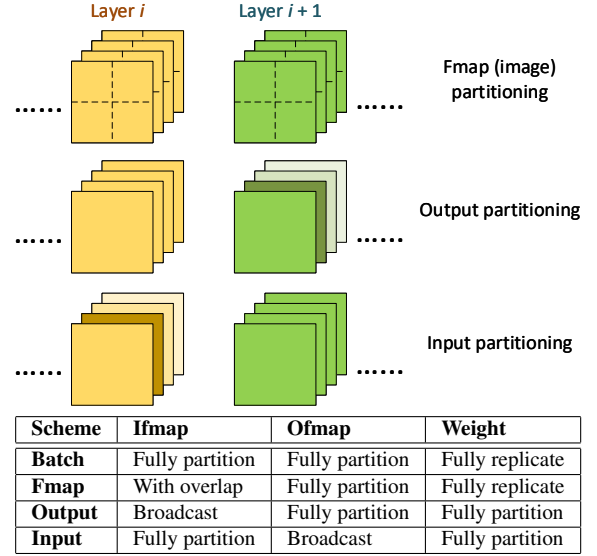 Layer i
Layer i + 1
Fmap (image)
partitioning
......
......
Output partitioning
......
......
Input partitioning
......
......
Scheme Ifmap Ofmap Weight
Batch Fully partition Fully partition Fully replicate
Fmap With overlap Fully partition Fully replicate
Output Broadcast Fully partition Fully partition
Input Fully partition Broadcast Fully partition